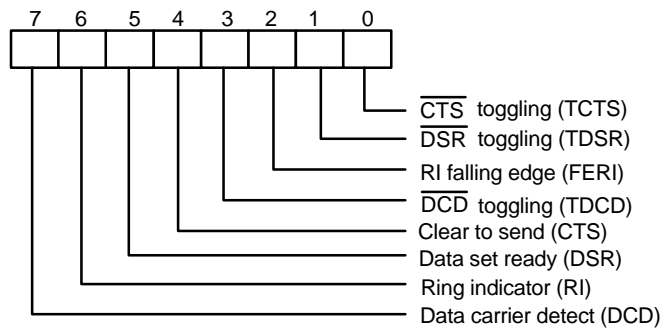 7 6 5 4 3 2 1 0
CTS toggling (TCTS)
DSR toggling (TDSR)
RI falling edge (FERI)
DCD toggling (TDCD)
Clear to send (CTS)
Data set ready (DSR)
Ring indicator (RI)
Data carrier detect (DCD)